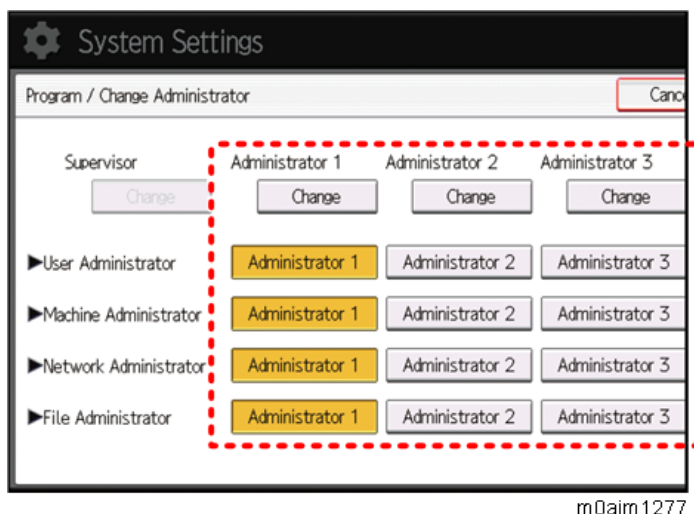 System Settings
Program / Change Administrator Cance
Supervisor Administrator 1 Administrator 2 Administrator 3
Change Change Change Change
▶User Administrator Administrator 1 Administrator 2 Administrator 3
▶Machine Administrator Administrator 1 Administrator 2 Administrator 3
▶Network Administrator Administrator 1 Administrator 2 Administrator 3
▶File Administrator Administrator 1 Administrator 2 Administrator 3
m0aim1277